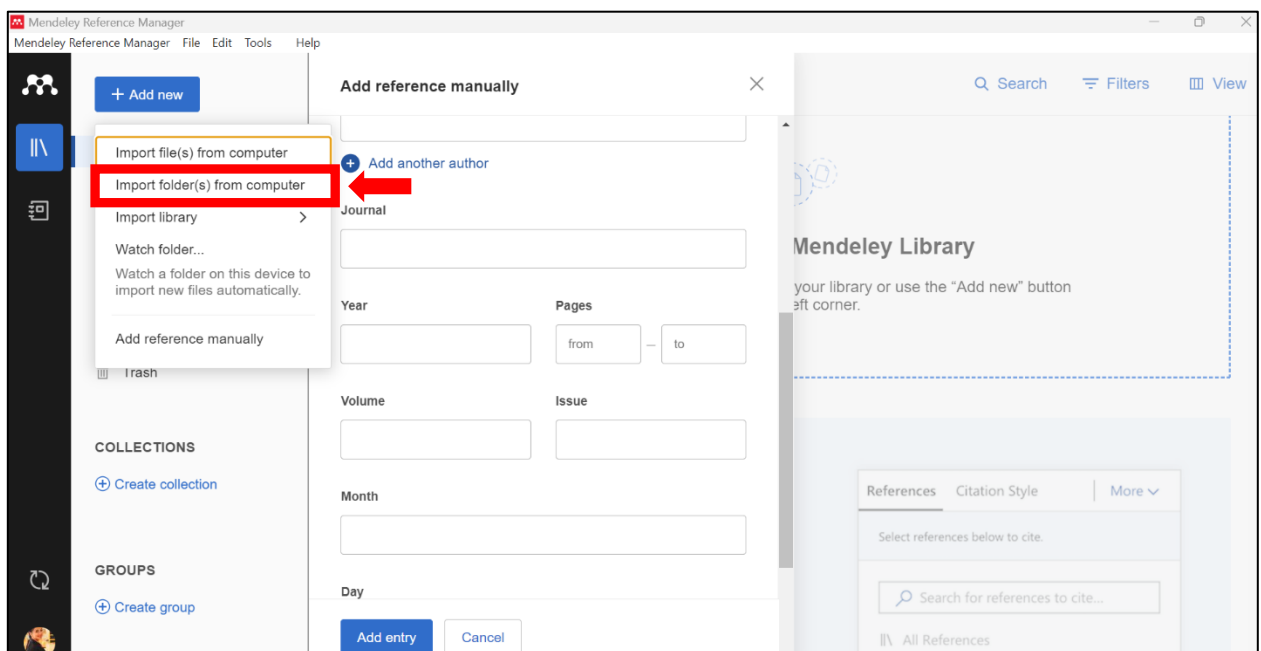 Mendeley Reference Manager
Mendeley Reference Manager File Edit Tools Help
+ Add new
Import file(s) from computer
Import folder(s) from computer
Import library
Watch folder...
Watch a folder on this device to
import new files automatically.
Add reference manually
Trash
COLLECTIONS
Create collection
GROUPS
Create group
Add reference manually
Add another author
Journal
Year Pages
from – to
Volume Issue
Month
Day
Add entry Cancel
Search Filters View
Mendeley Library
your library or use the “Add new” button
eft corner.
References Citation Style More
Select references below to cite.
Search for references to cite...
All References